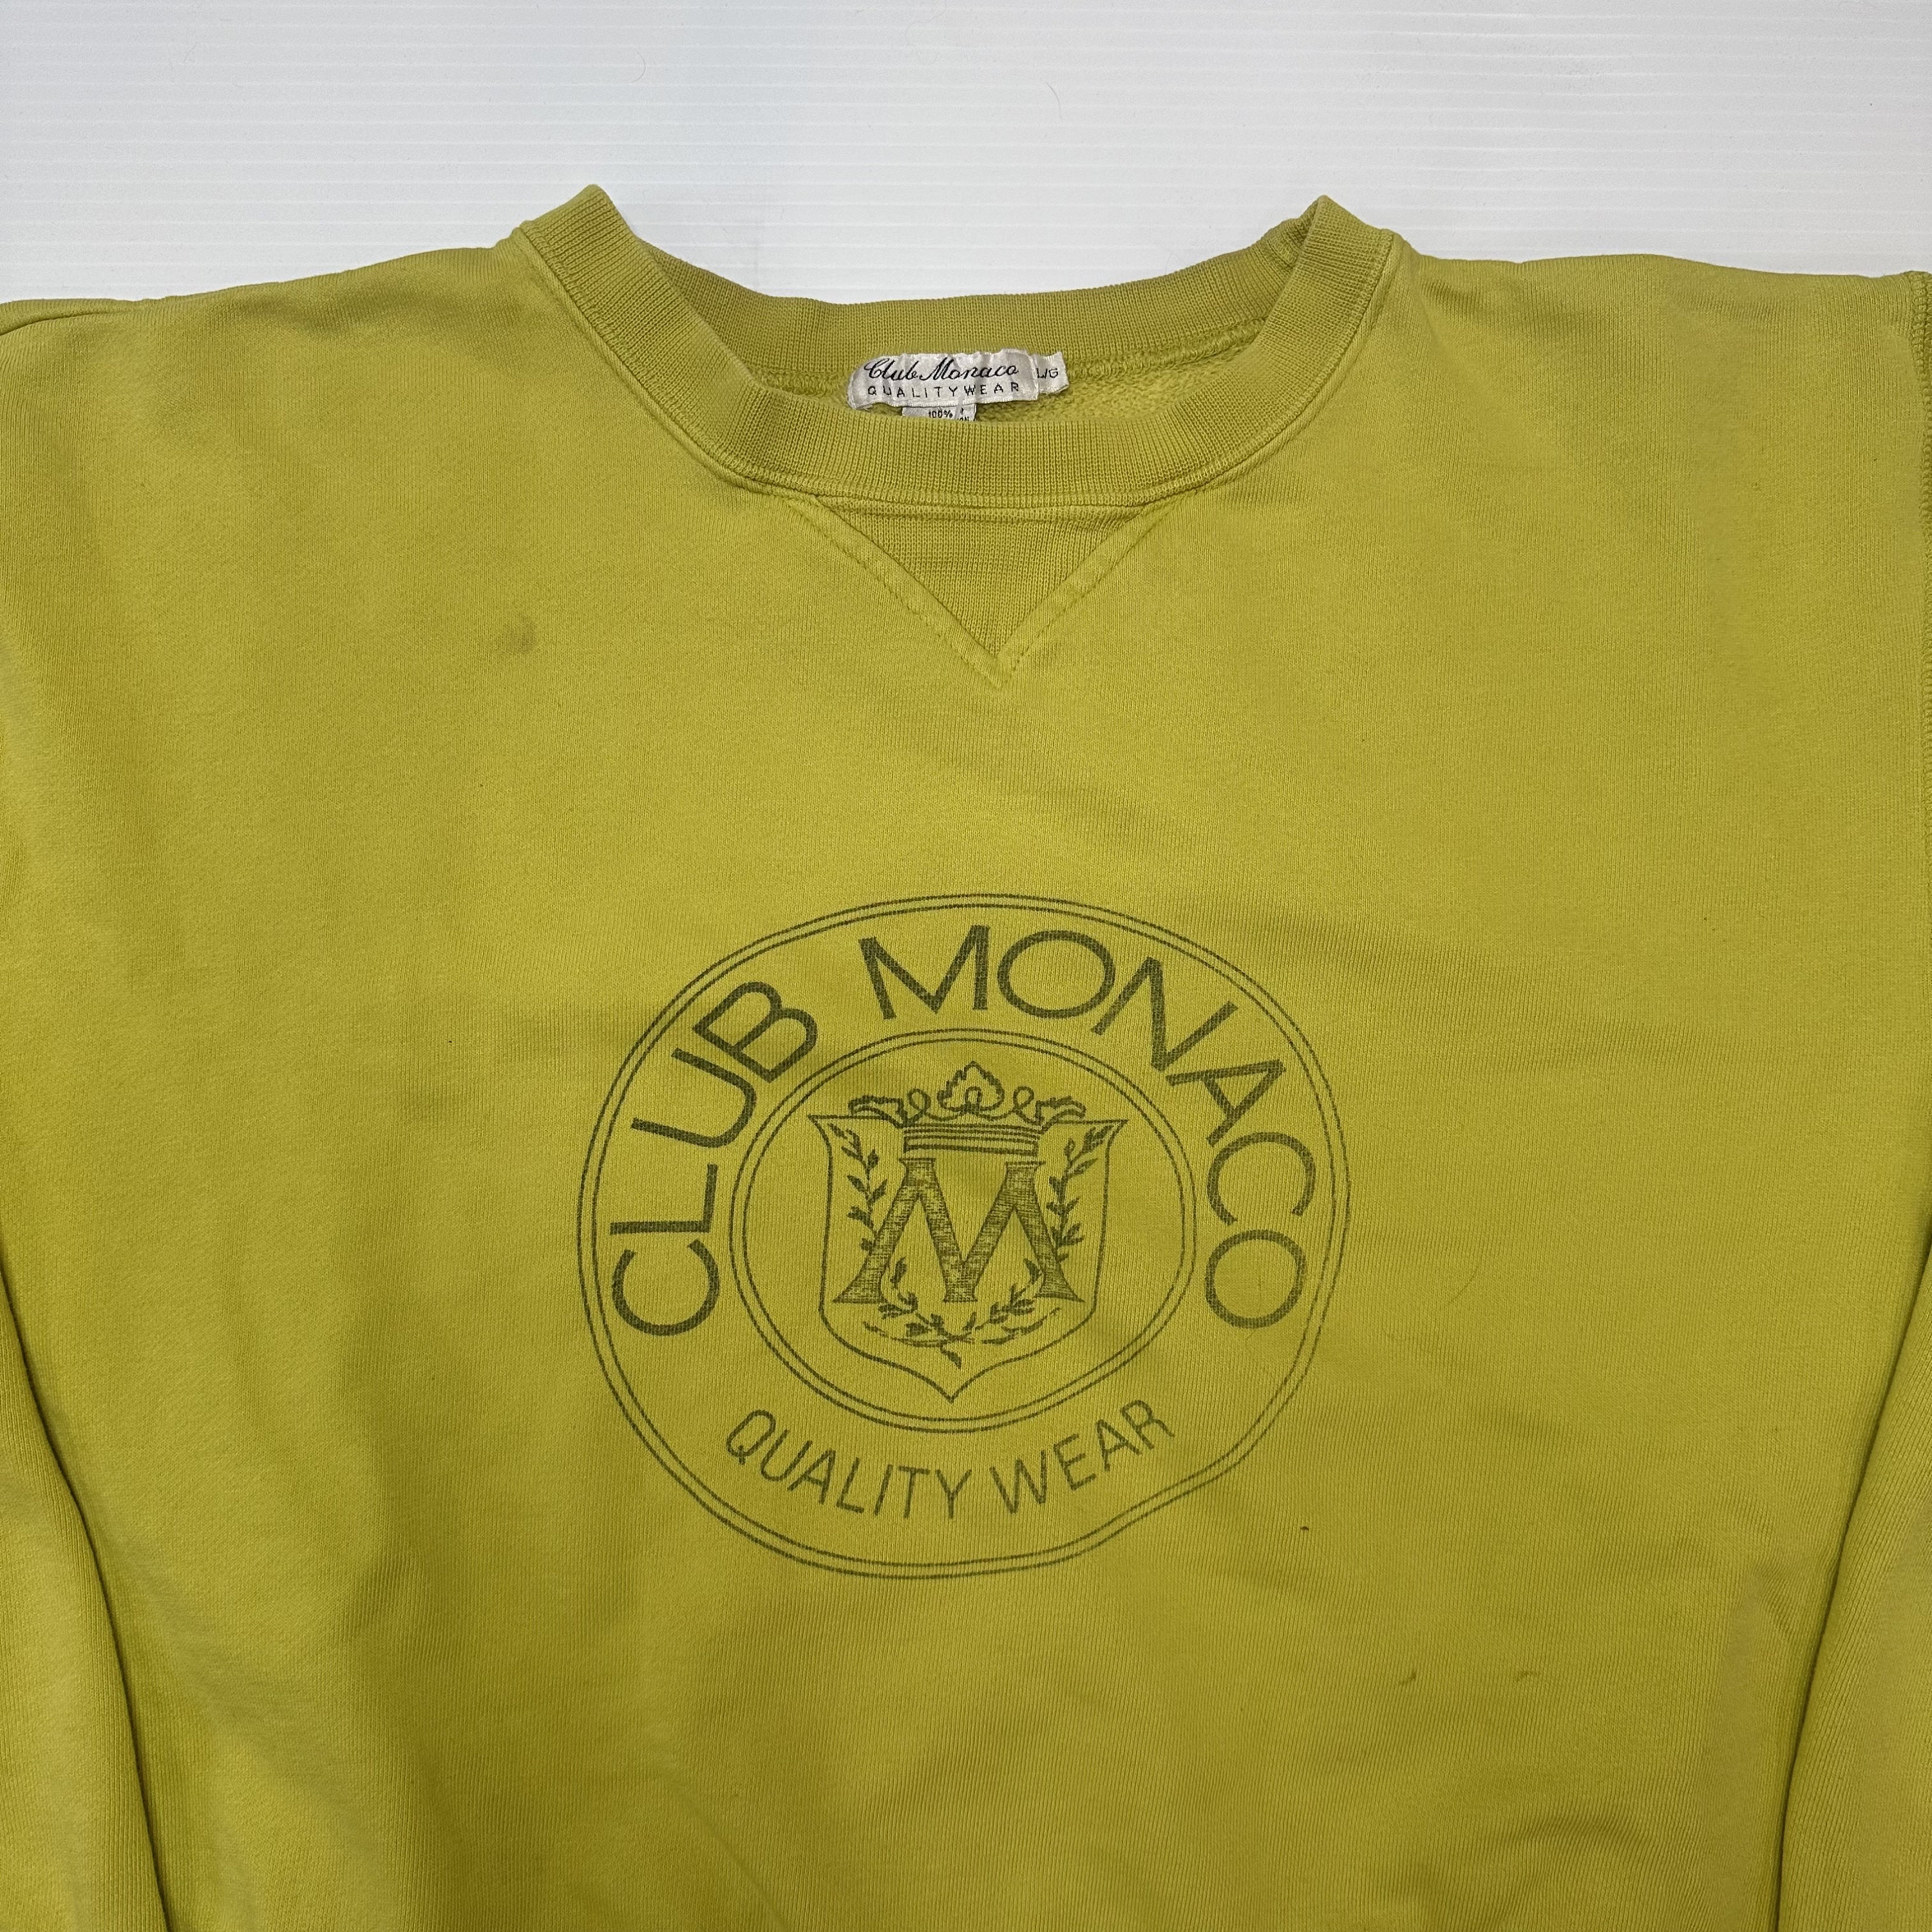 Club Monaco L/G
QUALITYWEAR
100%
CLUB MONACO
M
QUALITY WEAR